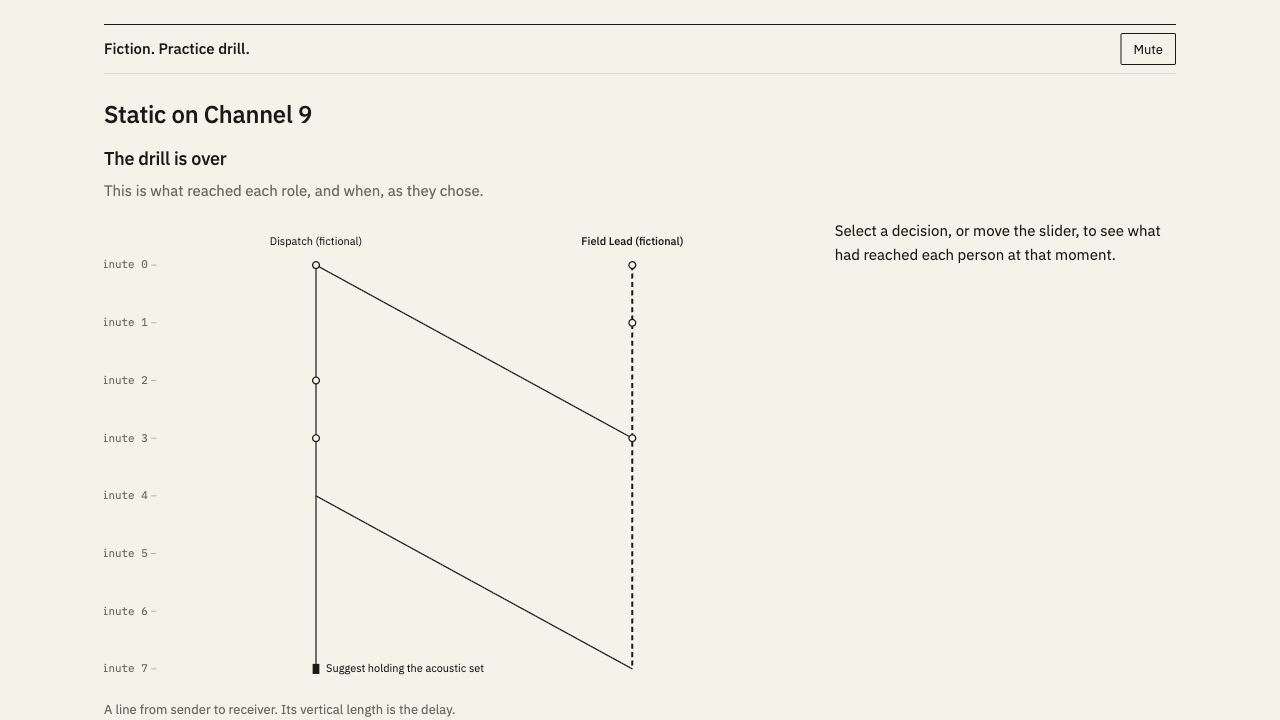 Fiction. Practice drill.
Mute
Static on Channel 9
The drill is over
This is what reached each role, and when, as they chose.
Dispatch (fictional)
Field Lead (fictional)
Select a decision, or move the slider, to see what
had reached each person at that moment.
inute 0
inute 1
inute 2
inute 3
inute 4
inute 5
inute 6
inute 7
Suggest holding the acoustic set
A line from sender to receiver. Its vertical length is the delay.